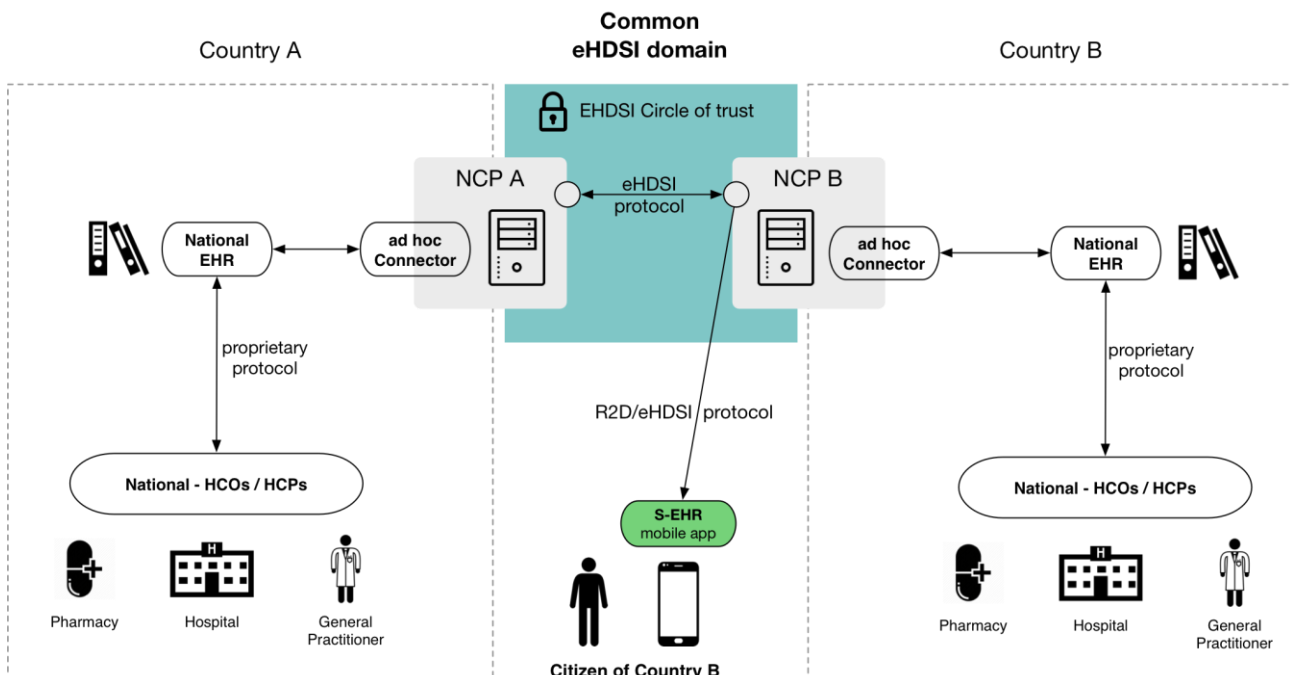 Common
eHDSI domain
Country A
Country B
EHDSI Circle of trust
NCP A
eHDSI
protocol
NCP B
National
EHR
ad hoc
Connector
ad hoc
Connector
National
EHR
proprietary
protocol
R2D/eHDSI protocol
proprietary
protocol
National - HCOs / HCPs
S-EHR
mobile app
National - HCOs / HCPs
H
H
Pharmacy
Hospital
General
Practitioner
Pharmacy
Hospital
General
Practitioner
Citizen of Country B